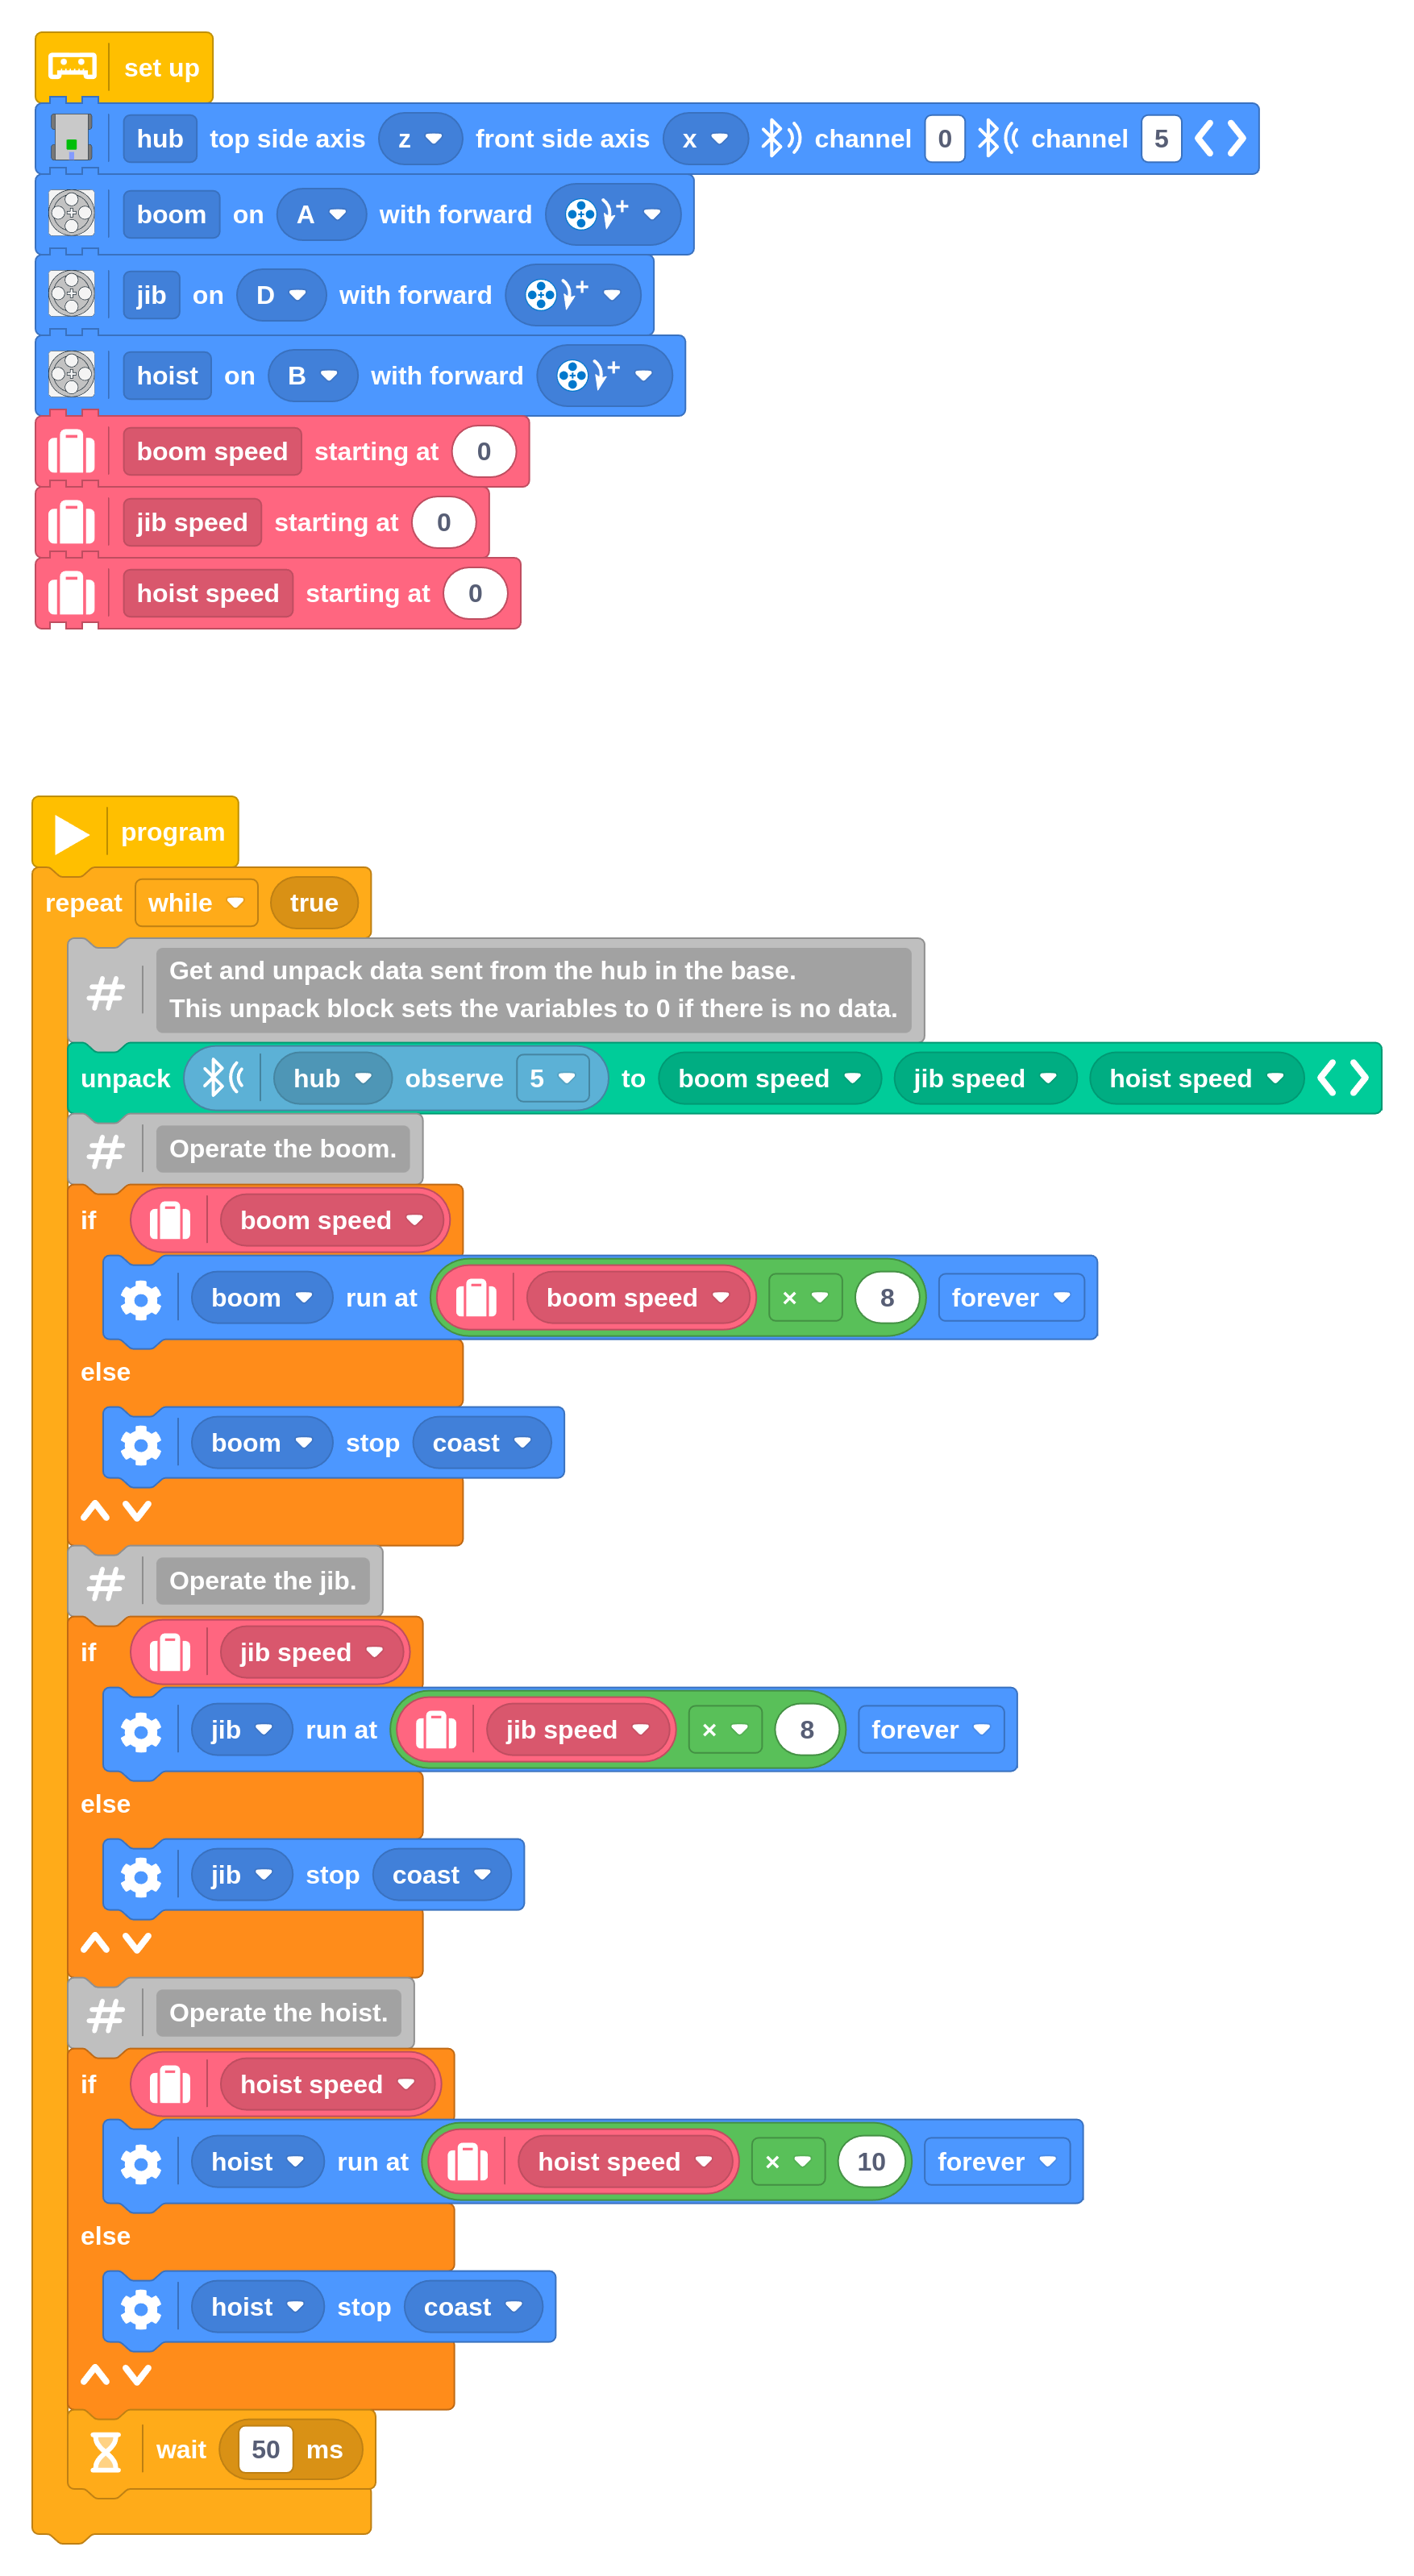 set up
hub top side axis z front side axis x channel 0 channel 5
boom on A with forward +
jib on D with forward +
hoist on B with forward +
boom speed starting at 0
jib speed starting at 0
hoist speed starting at 0
program
repeat while true
# Get and unpack data sent from the hub in the base.
This unpack block sets the variables to 0 if there is no data.
unpack hub observe 5 to boom speed jib speed hoist speed
# Operate the boom.
if boom speed
boom run at boom speed × 8 forever
else
boom stop coast
# Operate the jib.
if jib speed
jib run at jib speed × 8 forever
else
jib stop coast
# Operate the hoist.
if hoist speed
hoist run at hoist speed × 10 forever
else
hoist stop coast
wait 50 ms